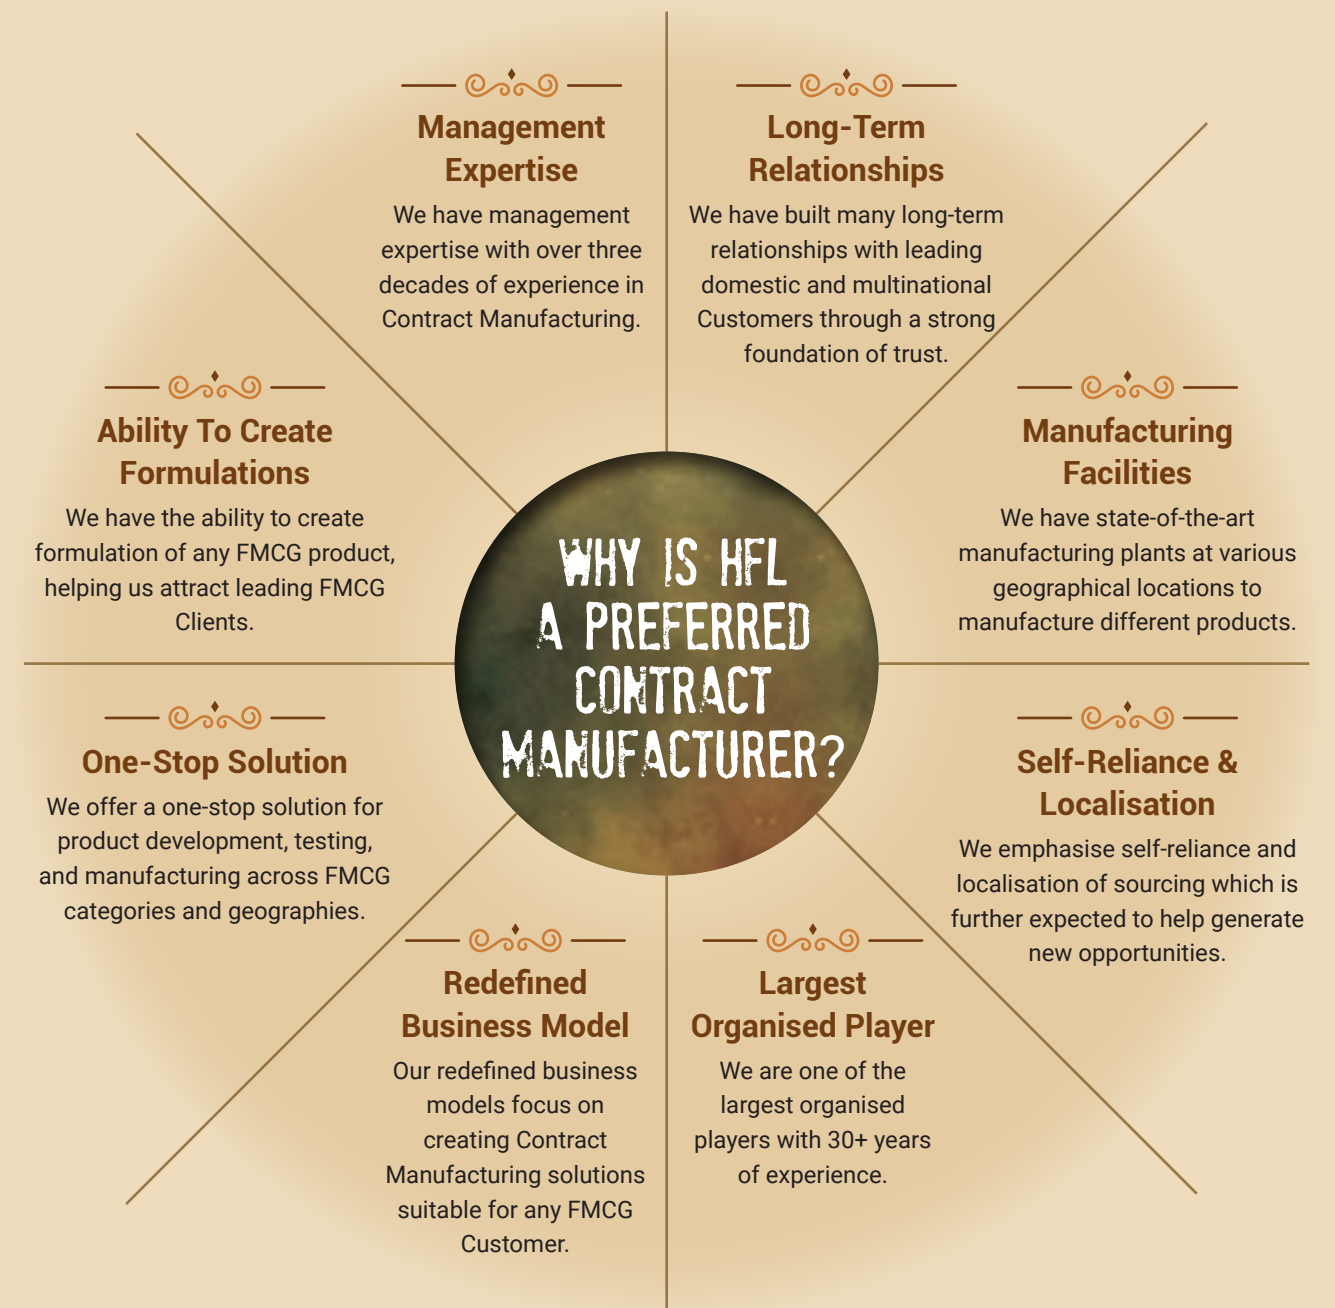 Management
Expertise
We have management
expertise with over three
decades of experience in
Contract Manufacturing.
Long-Term
Relationships
We have built many long-term
relationships with leading
domestic and multinational
Customers through a strong
foundation of trust.
Ability To Create
Formulations
We have the ability to create
formulation of any FMCG product,
helping us attract leading FMCG
Clients.
Manufacturing
Facilities
We have state-of-the-art
manufacturing plants at various
geographical locations to
manufacture different products.
WHY IS HFL
A PREFERRED
CONTRACT
MANUFACTURER?
One-Stop Solution
We offer a one-stop solution for
product development, testing,
and manufacturing across FMCG
categories and geographies.
Self-Reliance &
Localisation
We emphasise self-reliance and
localisation of sourcing which is
further expected to help generate
new opportunities.
Redefined
Business Model
Our redefined business
models focus on
creating Contract
Manufacturing solutions
suitable for any FMCG
Customer.
Largest
Organised Player
We are one of the
largest organised
players with 30+ years
of experience.